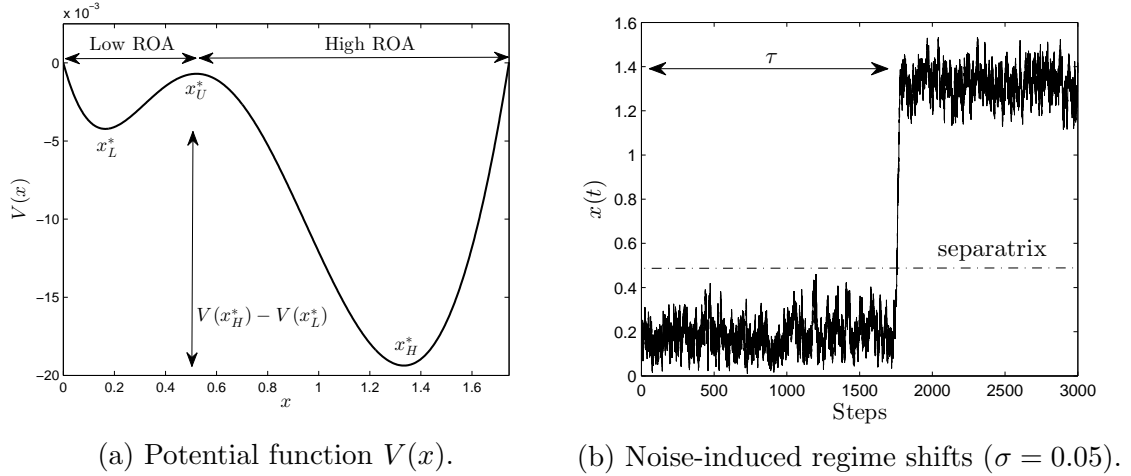 x 10⁻³
Low ROA
High ROA
0
−5
−10
−15
−20
V(x)
x*_U
x*_L
V(x*_H) − V(x*_L)
x*_H
0 0.2 0.4 0.6 0.8 1 1.2 1.4 1.6
x
(a) Potential function V(x).
1.6
1.4
1.2
1
0.8
0.6
0.4
0.2
0
x(t)
τ
separatrix
0 500 1000 1500 2000 2500 3000
Steps
(b) Noise-induced regime shifts (σ = 0.05).